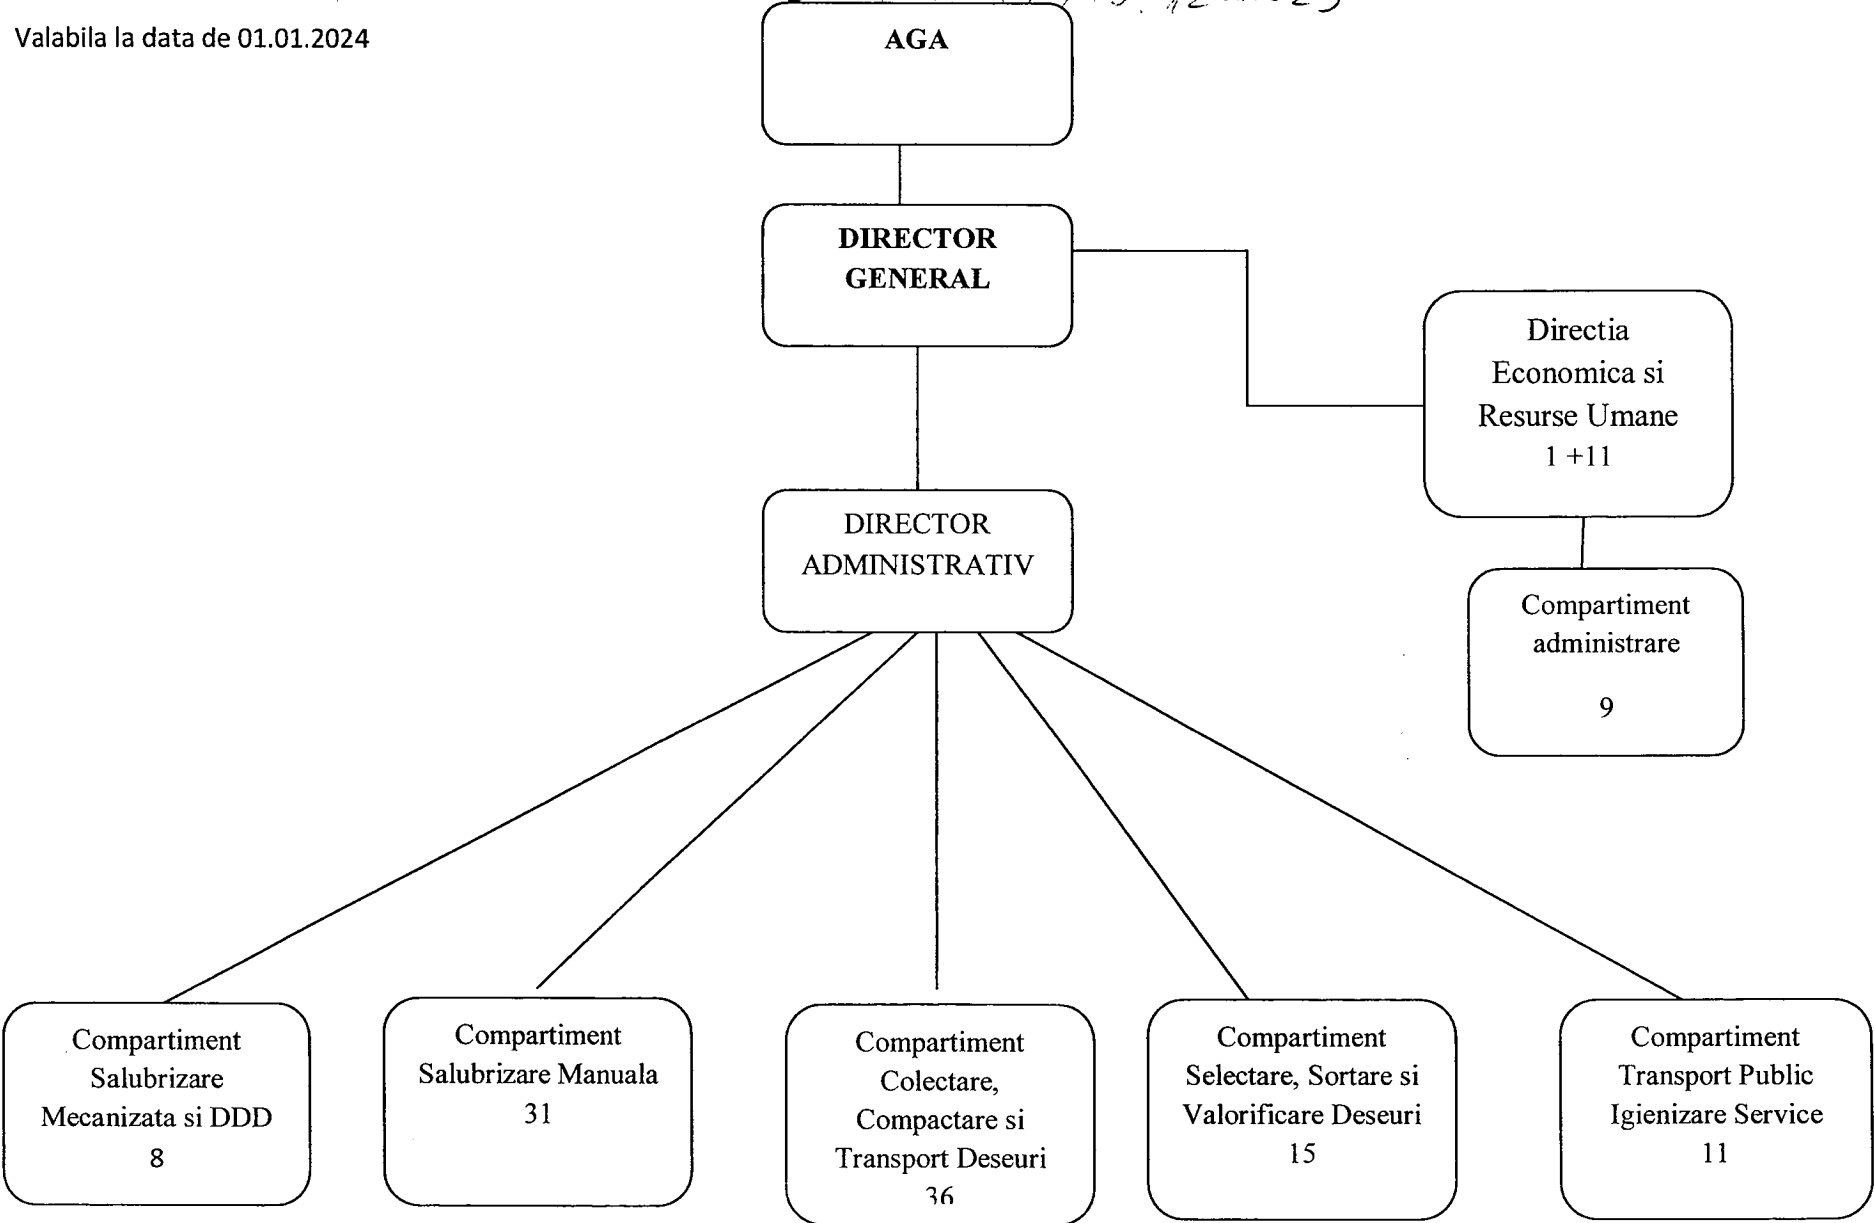 Valabila la data de 01.01.2024
AGA
DIRECTOR
GENERAL
Directia
Economica si
Resurse Umane
1 +11
DIRECTOR
ADMINISTRATIV
Compartiment
administrare
9
Compartiment
Salubrizare
Mecanizata si DDD
8
Compartiment
Salubrizare Manuala
31
Compartiment
Colectare,
Compactare si
Transport Deseuri
36
Compartiment
Selectare, Sortare si
Valorificare Deseuri
15
Compartiment
Transport Public
Igienizare Service
11